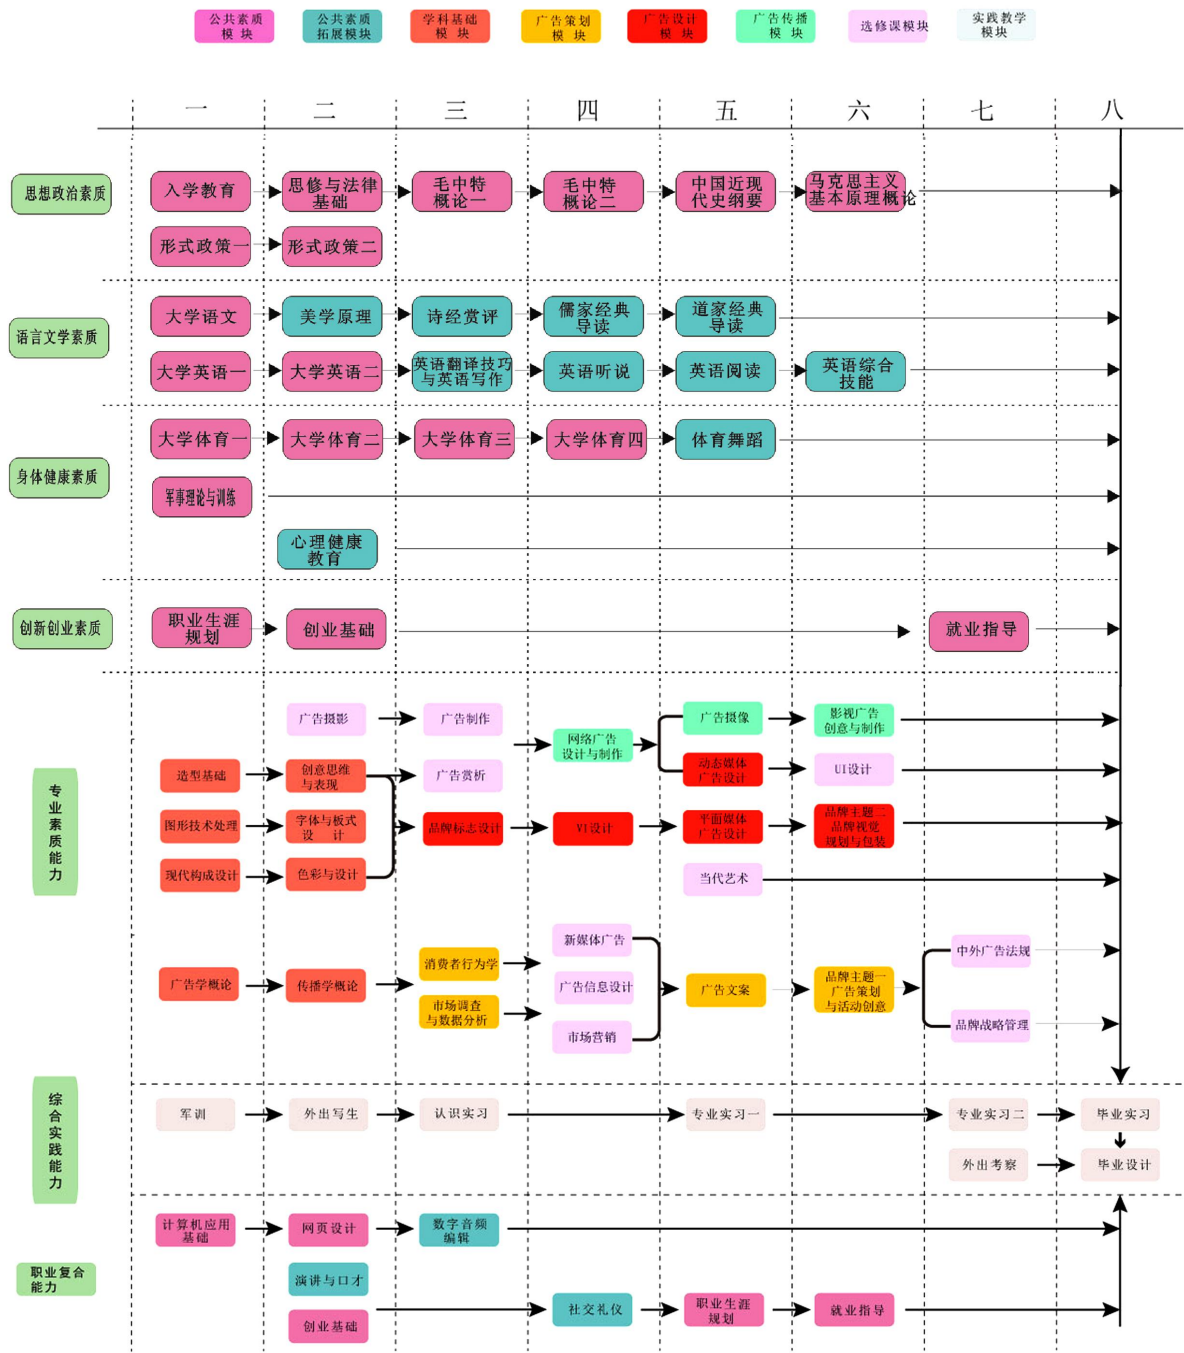 公共素质
模 块
公共素质
拓展模块
学科基础
模 块
广告策划
模 块
广告设计
模 块
广告传播
模 块
选修课模块
实践教学
模块
一 二 三 四 五 六 七 八
思想政治素质
入学教育
思修与法律
基础
毛中特
概论一
毛中特
概论二
中国近现
代史纲要
马克思主义
基本原理概论
形式政策一
形式政策二
语言文学素质
大学语文
美学原理
诗经赏评
儒家经典
导读
道家经典
导读
大学英语一
大学英语二
英语翻译技巧
与英语写作
英语听说
英语阅读
英语综合
技能
身体健康素质
大学体育一
大学体育二
大学体育三
大学体育四
体育舞蹈
军事理论与训练
心理健康
教育
创新创业素质
职业生涯
规划
创业基础
就业指导
专业素质能力
广告摄影
广告制作
网络广告
设计与制作
广告摄像
影视广告
创意与制作
造型基础
创意思维
与表现
广告赏析
动态媒体
广告设计
UI设计
图形技术处理
字体与板式
设 计
品牌标志设计
VI设计
平面媒体
广告设计
品牌主题二
品牌视觉
规划与包装
现代构成设计
色彩与设计
当代艺术
广告学概论
传播学概论
消费者行为学
市场调查
与数据分析
新媒体广告
广告信息设计
市场营销
广告文案
品牌主题一
广告策划
与活动创意
中外广告法规
品牌战略管理
综合实践能力
军训
外出写生
认识实习
专业实习一
专业实习二
毕业实习
外出考察
毕业设计
职业复合
能力
计算机应用
基础
网页设计
数字音频
编辑
演讲与口才
创业基础
社交礼仪
职业生涯
规划
就业指导